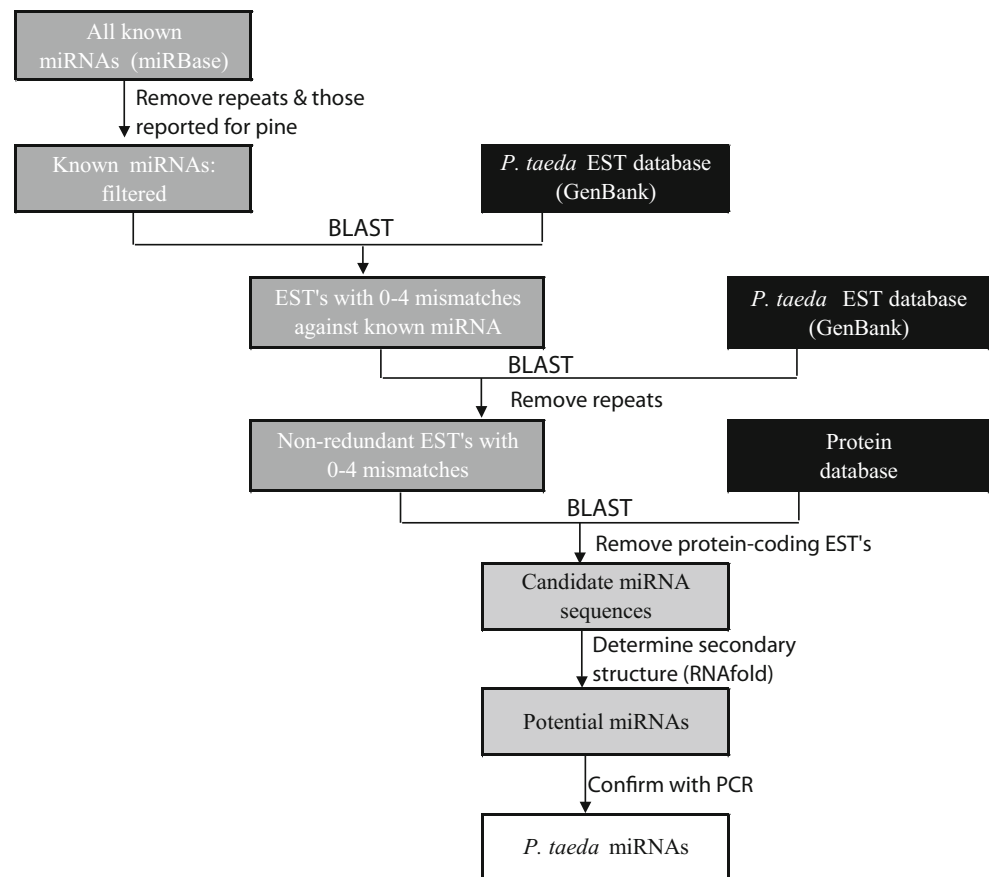 All known
miRNAs (miRBase)
Remove repeats & those
reported for pine
Known miRNAs:
filtered
P. taeda EST database
(GenBank)
BLAST
EST's with 0-4 mismatches
against known miRNA
P. taeda EST database
(GenBank)
BLAST
Remove repeats
Non-redundant EST's with
0-4 mismatches
Protein
database
BLAST
Remove protein-coding EST's
Candidate miRNA
sequences
Determine secondary
structure (RNAfold)
Potential miRNAs
Confirm with PCR
P. taeda miRNAs